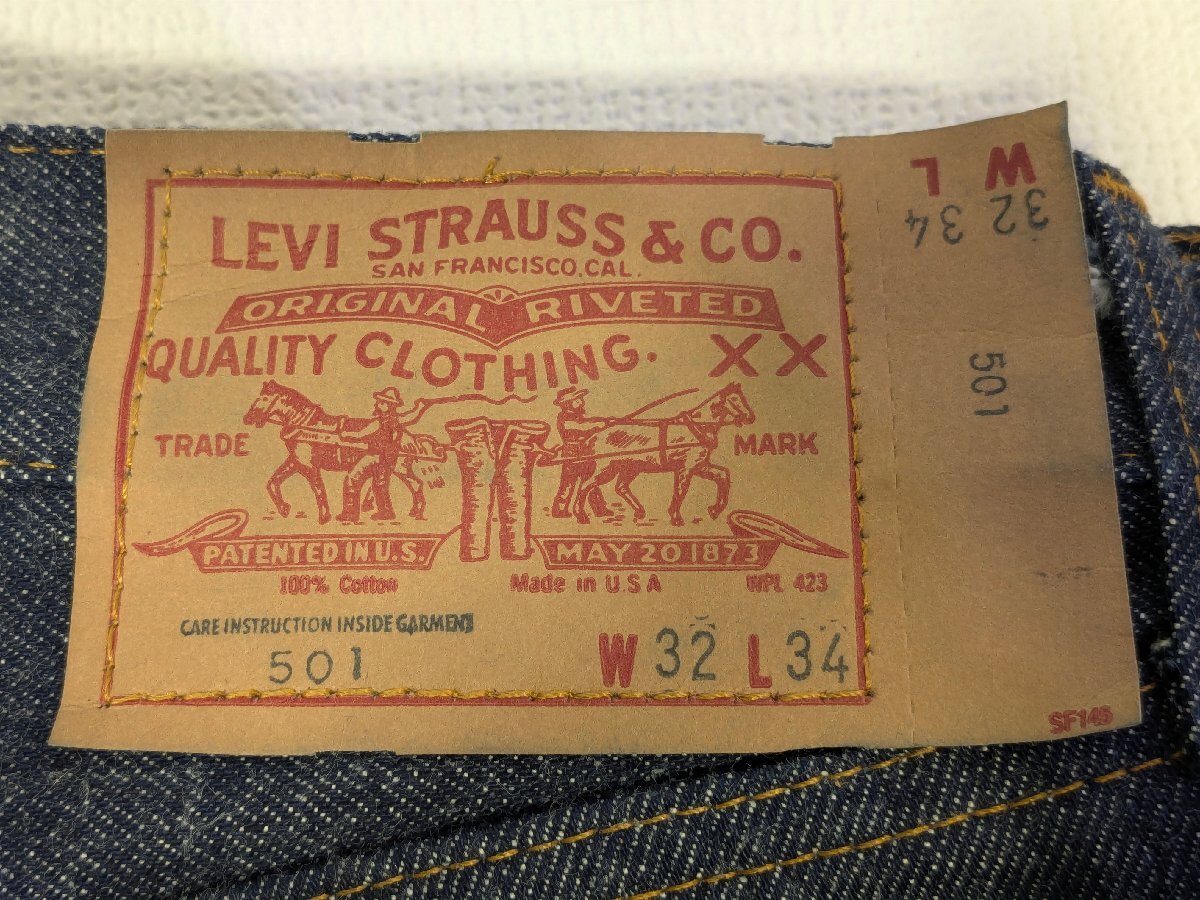 LEVI STRAUSS & CO.
SAN FRANCISCO, CAL.
ORIGINAL RIVETED
QUALITY CLOTHING. XX
TRADE MARK
PATENTED IN U.S. MAY 20 1873
100% Cotton Made in U S A WPL 423
CARE INSTRUCTION INSIDE GARMENT
501 W 32 L 34
W L
32 34
501
SF146